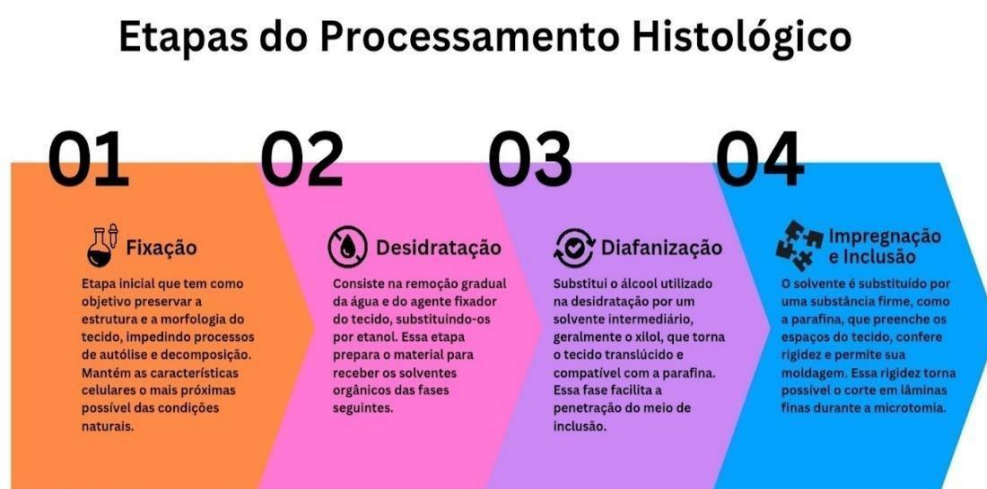 Etapas do Processamento Histológico
01
Fixação
Etapa inicial que tem como
objetivo preservar a
estrutura e a morfologia do
tecido, impedindo processos
de autólise e decomposição.
Mantém as características
celulares o mais próximas
possível das condições
naturais.
02
Desidratação
Consiste na remoção gradual
da água e do agente fixador
do tecido, substituindo-os
por etanol. Essa etapa
prepara o material para
receber os solventes
orgânicos das fases
seguintes.
03
Diafanização
Substitui o álcool utilizado
na desidratação por um
solvente intermediário,
geralmente o xilol, que torna
o tecido translúcido e
compatível com a parafina.
Essa fase facilita a
penetração do meio de
inclusão.
04
Impregnação
e Inclusão
O solvente é substituído por
uma substância firme, como
a parafina, que preenche os
espaços do tecido, confere
rigidez e permite sua
moldagem. Essa rigidez torna
possível o corte em lâminas
finas durante a microtomia.